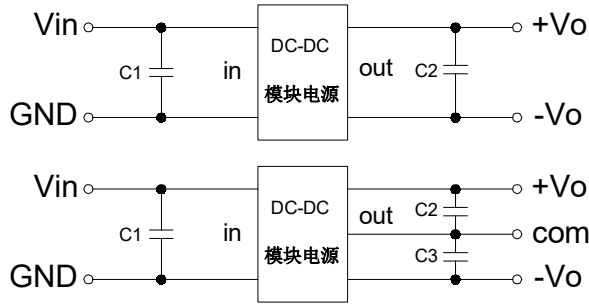 Vin
+Vo
DC-DC
C1
in
out
C2
模块电源
GND
-Vo
Vin
+Vo
DC-DC
out
C2
C1
in
com
模块电源
C3
GND
-Vo